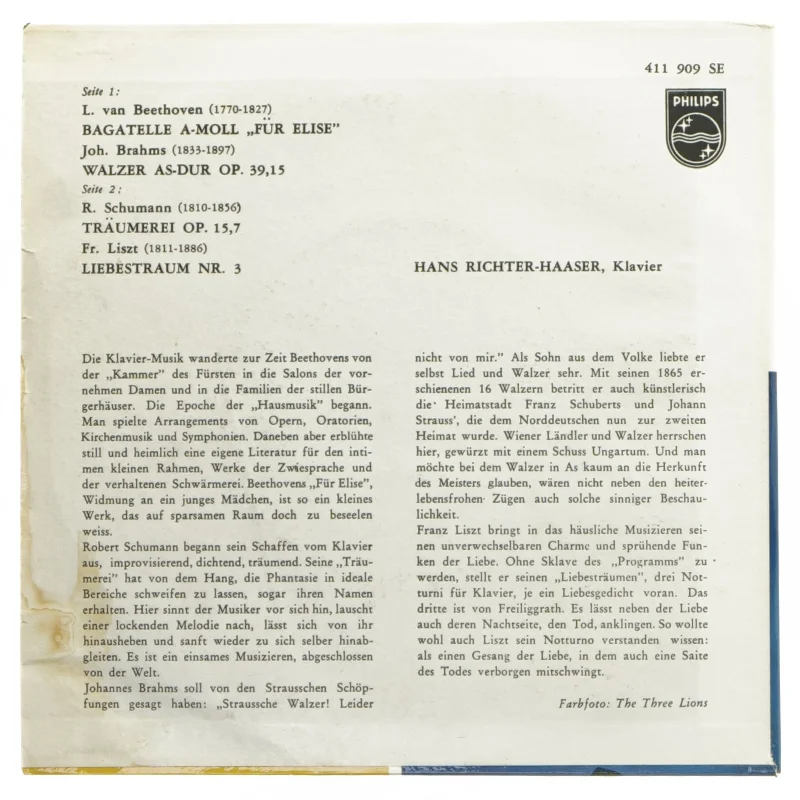 411 909 SE
PHILIPS
Seite 1:
L. van Beethoven (1770-1827)
BAGATELLE A-MOLL „FÜR ELISE”
Joh. Brahms (1833-1897)
WALZER AS-DUR OP. 39,15
Seite 2:
R. Schumann (1810-1856)
TRÄUMEREI OP. 15,7
Fr. Liszt (1811-1886)
LIEBESTRAUM NR. 3
HANS RICHTER-HAASER, Klavier
Die Klavier-Musik wanderte zur Zeit Beethovens von
der „Kammer” des Fürsten in die Salons der vor-
nehmen Damen und in die Familien der stillen Bür-
gerhäuser. Die Epoche der „Hausmusik” begann.
Man spielte Arrangements von Opern, Oratorien,
Kirchenmusik und Symphonien. Daneben aber erblühte
still und heimlich eine eigene Literatur für den inti-
men kleinen Rahmen, Werke der Zwiesprache und
der verhaltenen Schwärmerei. Beethovens „Für Elise”,
Widmung an ein junges Mädchen, ist so ein kleines
Werk, das auf sparsamen Raum doch zu beseelen
weiss.
Robert Schumann begann sein Schaffen vom Klavier
aus, improvisierend, dichtend, träumend. Seine „Träu-
merei” hat von dem Hang, die Phantasie in ideale
Bereiche schweifen zu lassen, sogar ihren Namen
erhalten. Hier sinnt der Musiker vor sich hin, lauscht
einer lockenden Melodie nach, lässt sich von ihr
hinausheben und sanft wieder zu sich selber hinab-
gleiten. Es ist ein einsames Musizieren, abgeschlossen
von der Welt.
Johannes Brahms soll von den Strausschen Schöp-
fungen gesagt haben: „Straussche Walzer! Leider
nicht von mir.” Als Sohn aus dem Volke liebte er
selbst Lied und Walzer sehr. Mit seinen 1865 er-
schienenen 16 Walzern betritt er auch künstlerisch
die Heimatstadt Franz Schuberts und Johann
Strauss', die dem Norddeutschen nun zur zweiten
Heimat wurde. Wiener Ländler und Walzer herrschen
hier, gewürzt mit einem Schuss Ungartum. Und man
möchte bei dem Walzer in As kaum an die Herkunft
des Meisters glauben, wären nicht neben den heiter-
lebensfrohen Zügen auch solche sinniger Beschau-
lichkeit.
Franz Liszt bringt in das häusliche Musizieren sei-
nen unverwechselbaren Charme und sprühende Fun-
ken der Liebe. Ohne Sklave des „Programms” zu
werden, stellt er seinen „Liebesträumen”, drei Not-
turni für Klavier, je ein Liebesgedicht voran. Das
dritte ist von Freiliggrath. Es lässt neben der Liebe
auch deren Nachtseite, den Tod, anklingen. So wollte
wohl auch Liszt sein Notturno verstanden wissen:
als einen Gesang der Liebe, in dem auch eine Saite
des Todes verborgen mitschwingt.
Farbfoto: The Three Lions